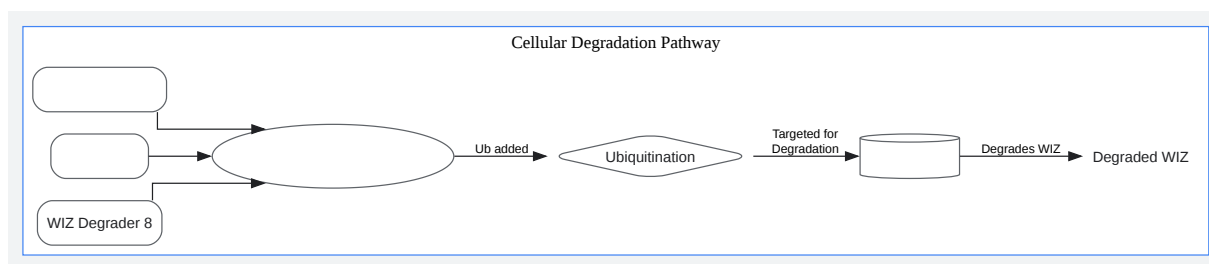 Cellular Degradation Pathway
Ub added
Ubiquitination
Targeted for
Degradation
Degrades WIZ
Degraded WIZ
WIZ Degrader 8